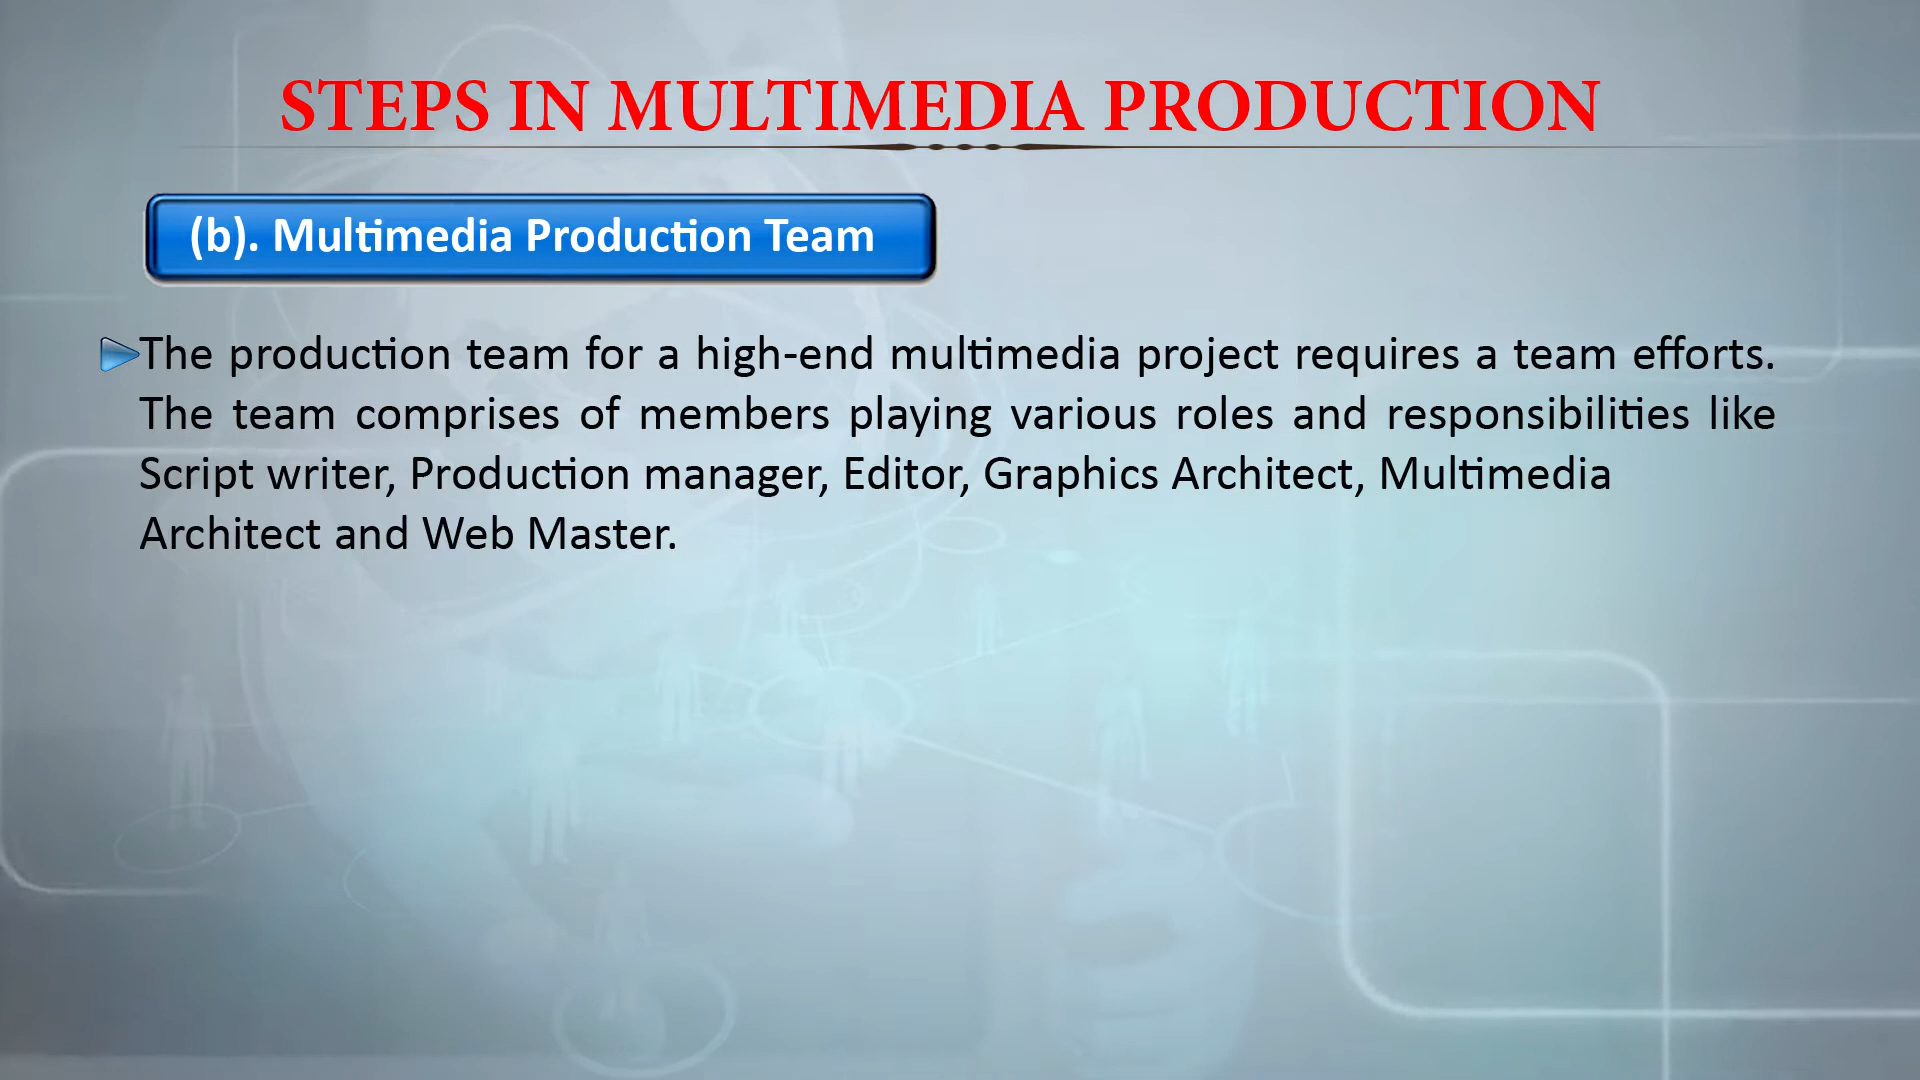 STEPS IN MULTIMEDIA PRODUCTION
(b). Multimedia Production Team
The production team for a high-end multimedia project requires a team efforts.
The team comprises of members playing various roles and responsibilities like
Script writer, Production manager, Editor, Graphics Architect, Multimedia
Architect and Web Master.